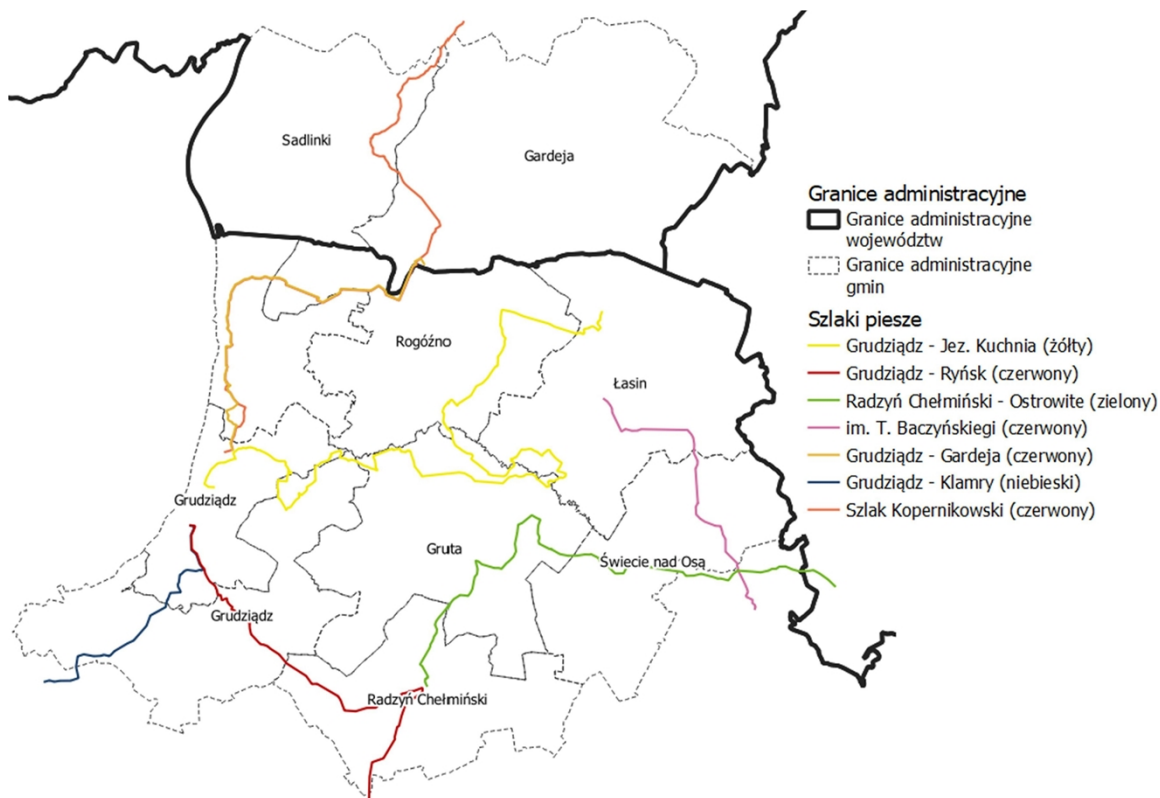 Sadlinki
Gardeja
Rogóźno
Łasin
Grudziądz
Gruta
Świecie nad Osą
Grudziądz
Radzyń Chełmiński
Granice administracyjne
Granice administracyjne
województw
Granice administracyjne
gmin
Szlaki piesze
Grudziądz - Jez. Kuchnia (żółty)
Grudziądz - Ryńsk (czerwony)
Radzyń Chełmiński - Ostrowite (zielony)
im. T. Baczyńskiegi (czerwony)
Grudziądz - Gardeja (czerwony)
Grudziądz - Klamry (niebieski)
Szlak Kopernikowski (czerwony)